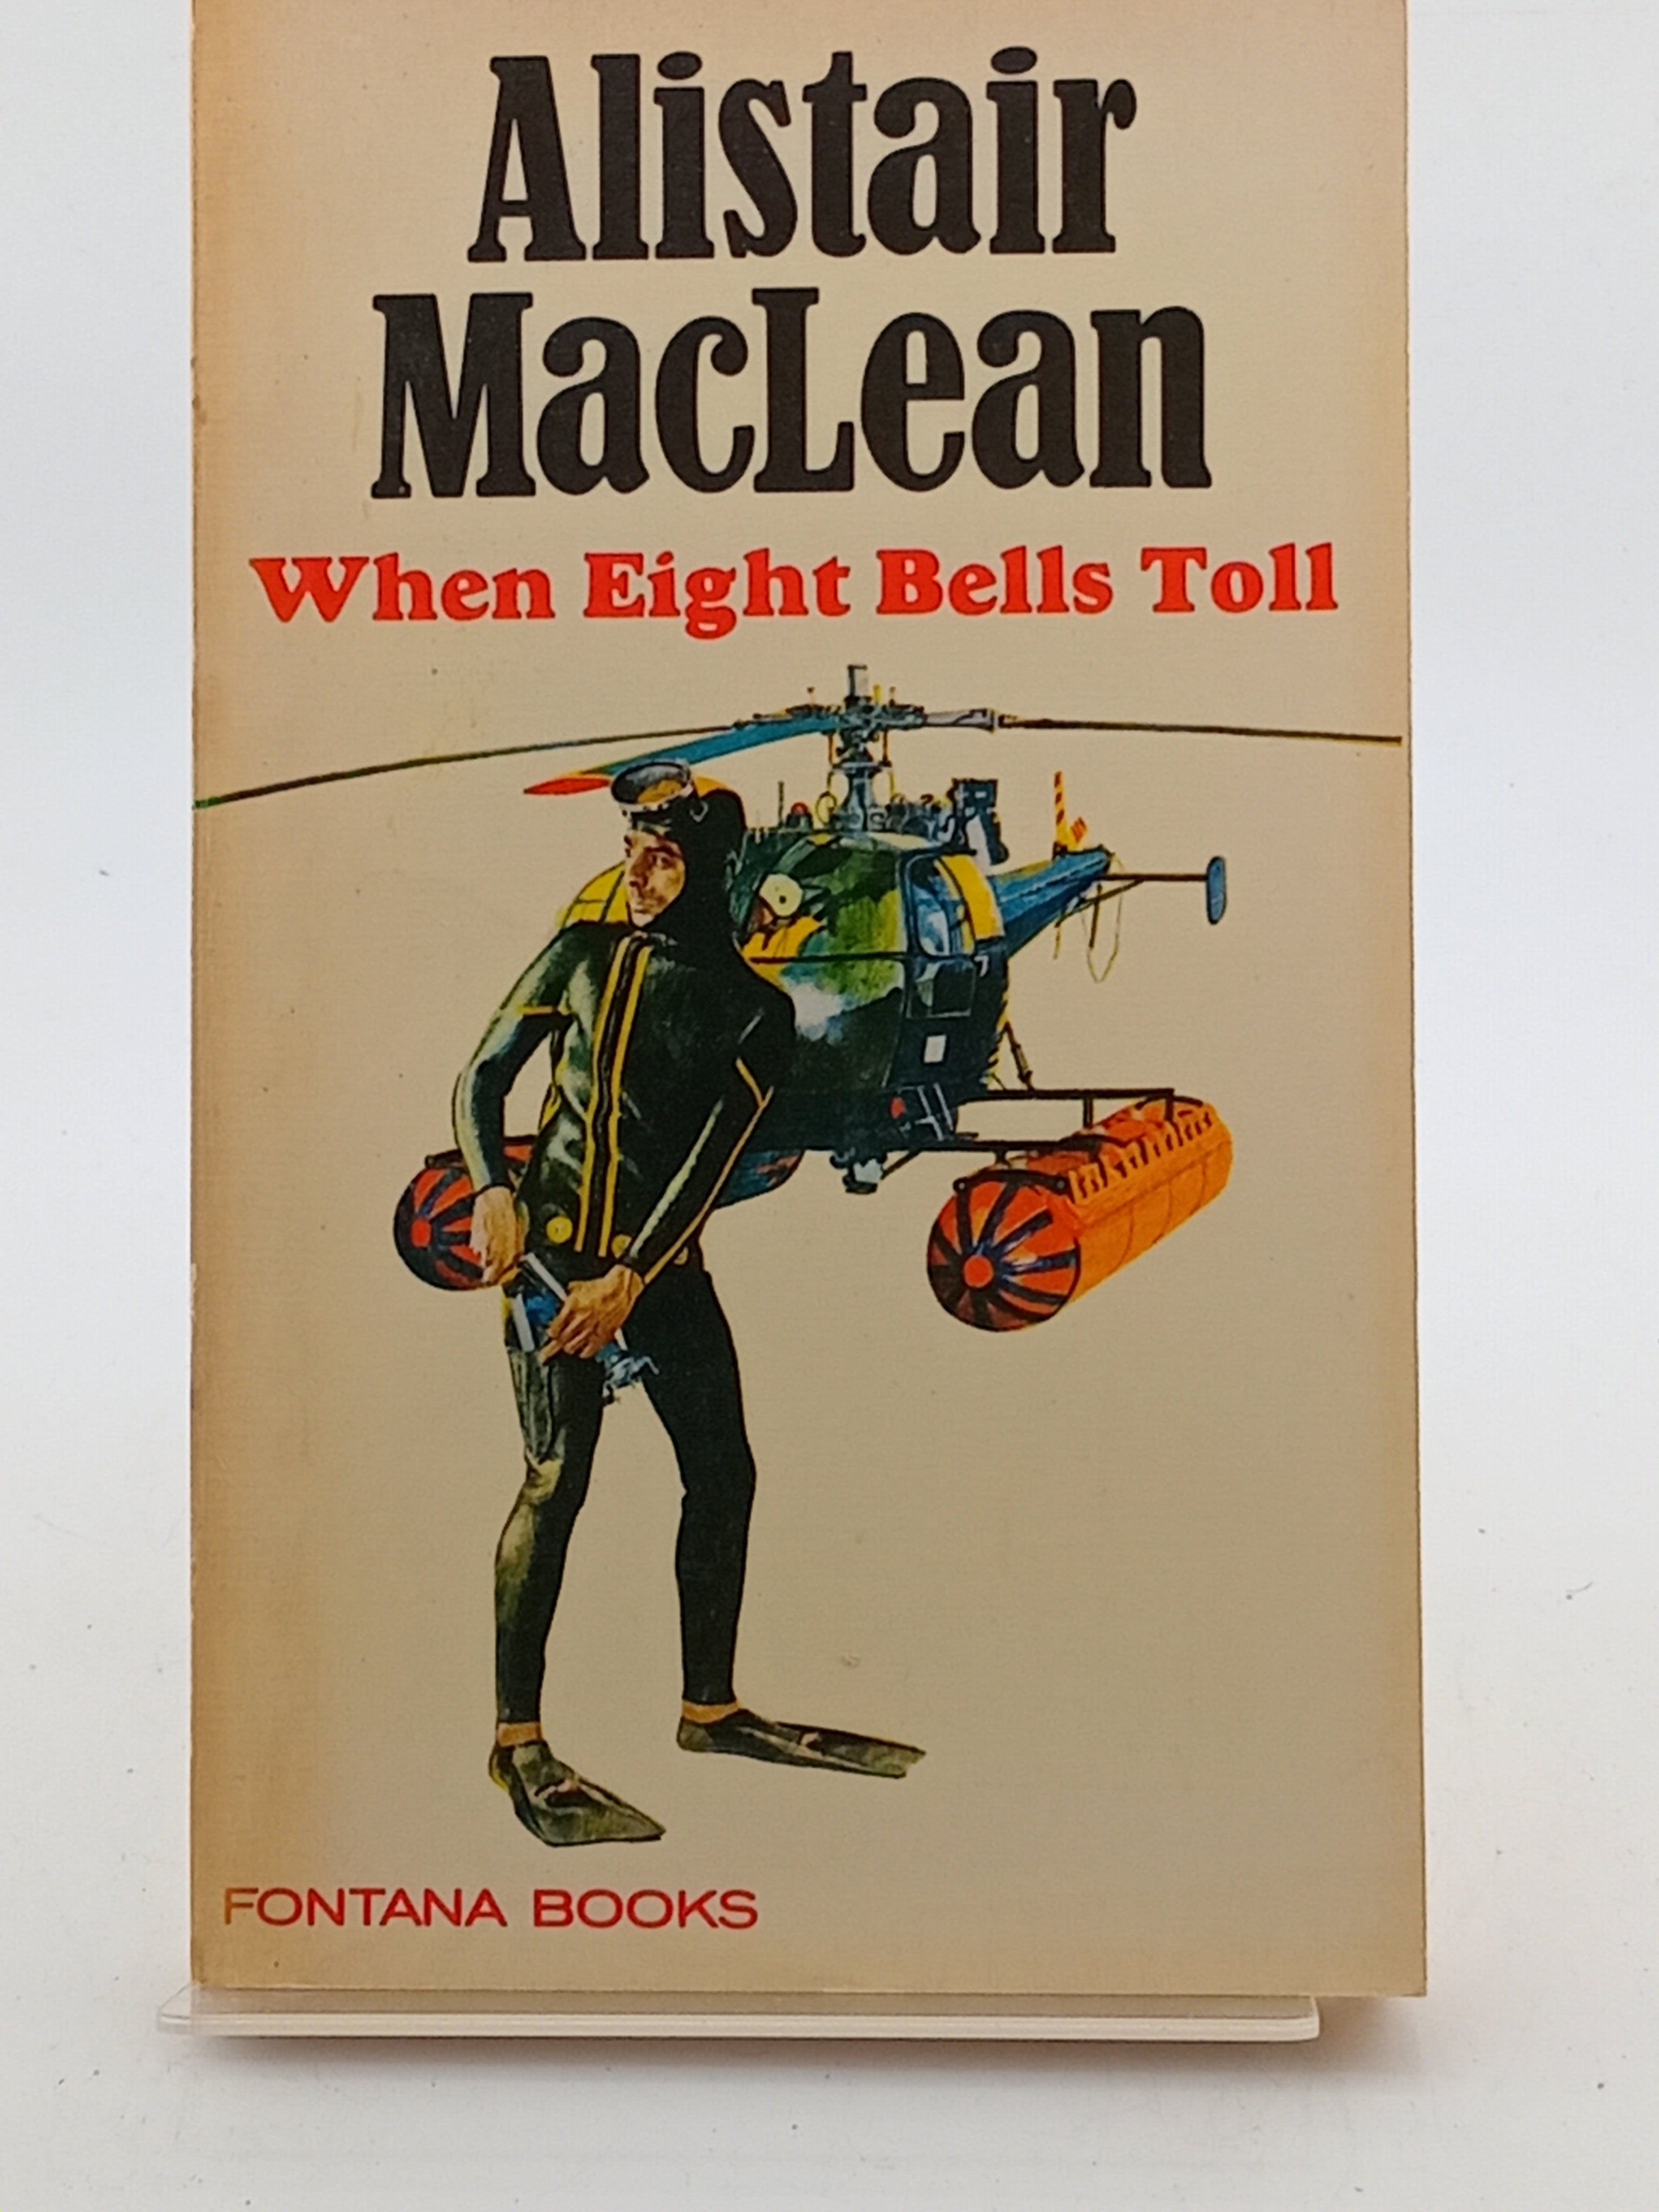 Alistair
MacLean
When Eight Bells Toll
FONTANA BOOKS